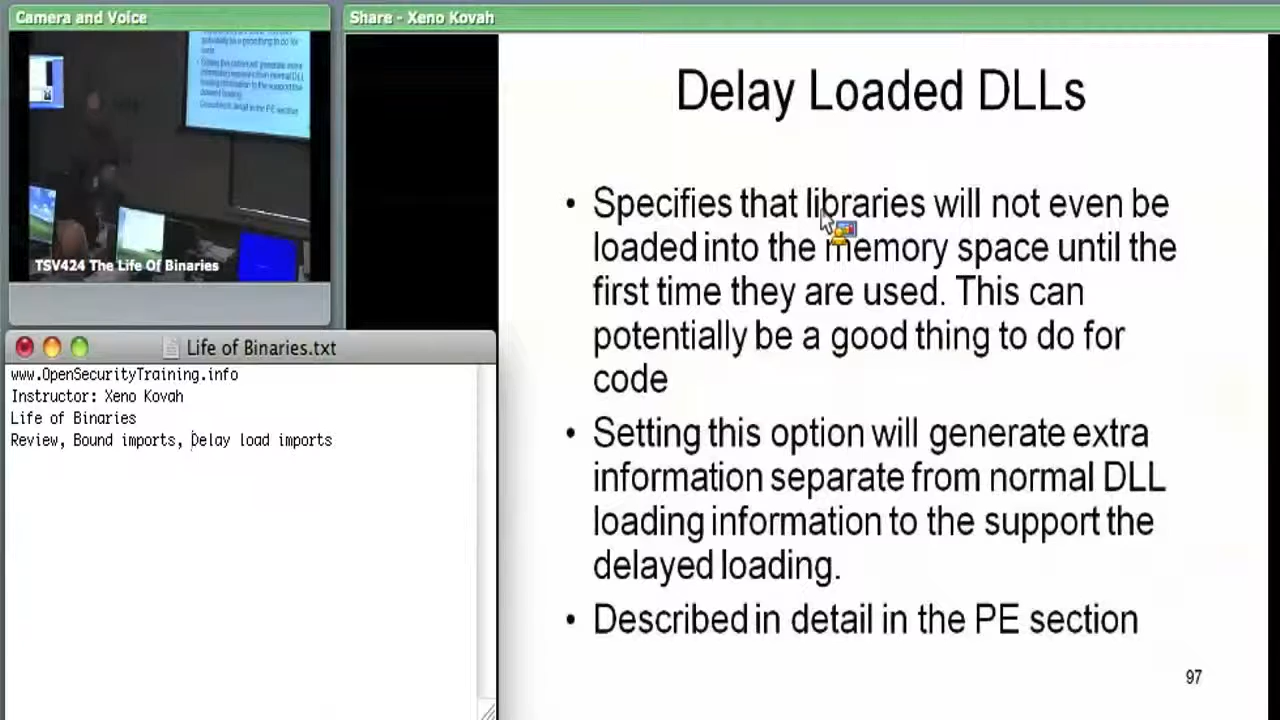 Camera and Voice
Share - Xeno Kovah
TSV424 The Life Of Binaries
Life of Binaries.txt
www.OpenSecurityTraining.info
Instructor: Xeno Kovah
Life of Binaries
Review, Bound imports, Delay load imports
Delay Loaded DLLs
• Specifies that libraries will not even be
loaded into the memory space until the
first time they are used. This can
potentially be a good thing to do for
code
• Setting this option will generate extra
information separate from normal DLL
loading information to the support the
delayed loading.
• Described in detail in the PE section
97